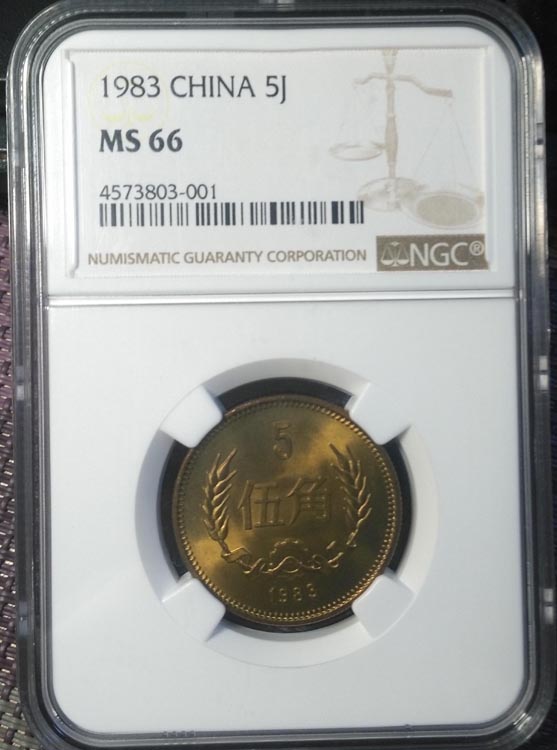 1983 CHINA 5J
MS 66
4573803-001
NUMISMATIC GUARANTY CORPORATION
NGC®
5
伍角
1983